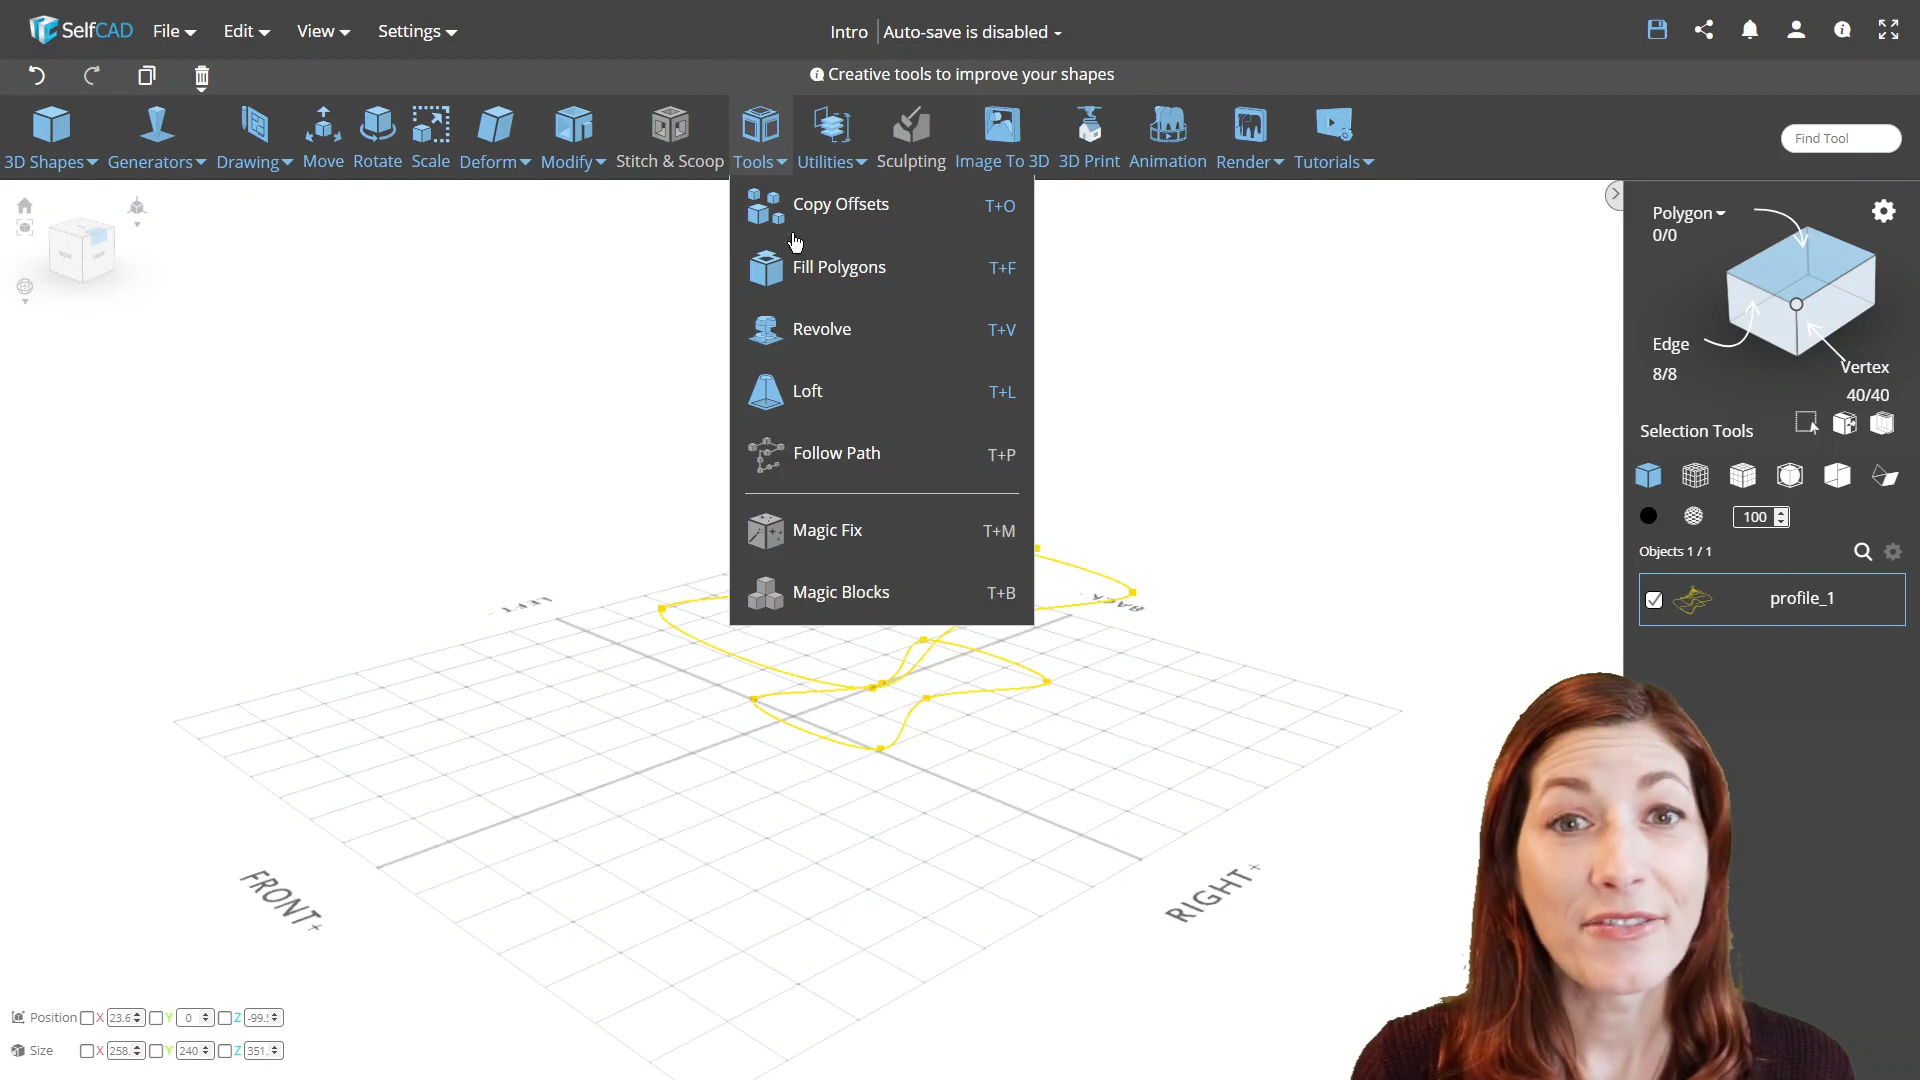 SelfCAD File Edit View Settings Intro Auto-save is disabled
Creative tools to improve your shapes
3D Shapes Generators Drawing Move Rotate Scale Deform Modify Stitch & Scoop Tools Utilities Sculpting Image To 3D 3D Print Animation Render Tutorials Find Tool
Copy Offsets T+O
Fill Polygons T+F
Revolve T+V
Loft T+L
Follow Path T+P
Magic Fix T+M
Magic Blocks T+B
Polygon
0/0
Edge
8/8
Vertex
40/40
Selection Tools
100
Objects 1 / 1
profile_1
LEFT-
BACK-
FRONT+
RIGHT+
Position X 23.6 Y 0 Z -99.
Size X 258. Y 240 Z 351.